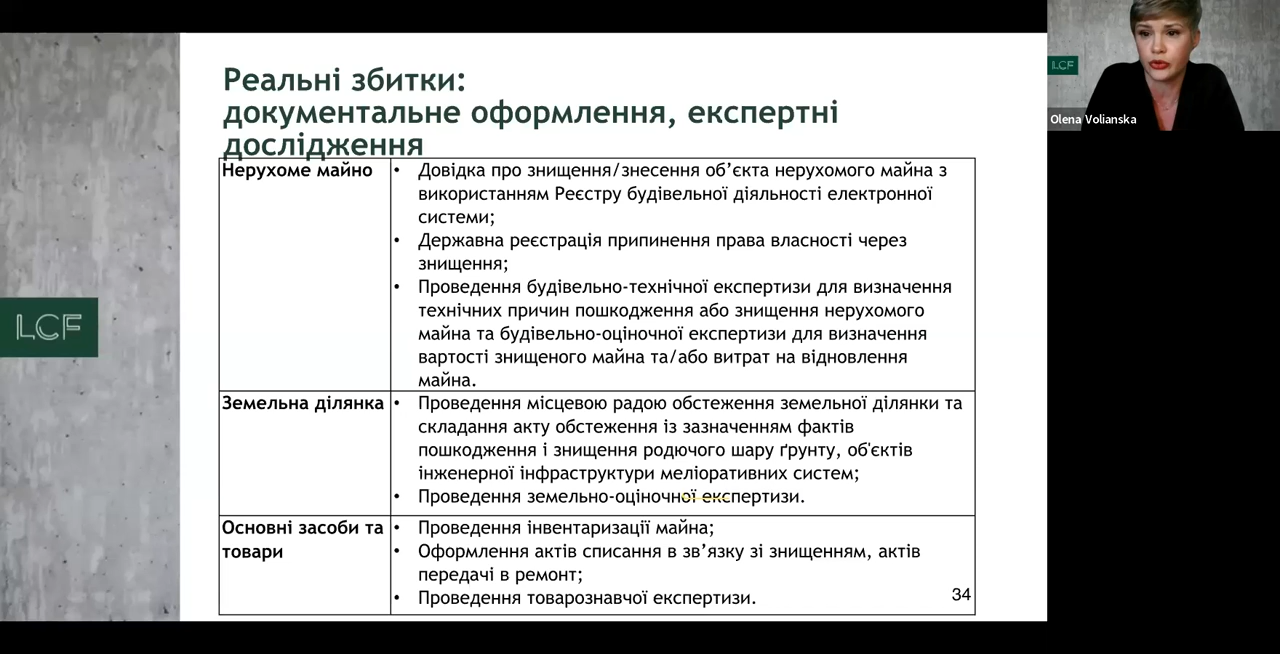 Реальні збитки:
документальне оформлення, експертні
дослідження
Нерухоме майно
• Довідка про знищення/знесення об’єкта нерухомого майна з
використанням Реєстру будівельної діяльності електронної
системи;
• Державна реєстрація припинення права власності через
знищення;
• Проведення будівельно-технічної експертизи для визначення
технічних причин пошкодження або знищення нерухомого
майна та будівельно-оціночної експертизи для визначення
вартості знищеного майна та/або витрат на відновлення
майна.
Земельна ділянка
• Проведення місцевою радою обстеження земельної ділянки та
складання акту обстеження із зазначенням фактів
пошкодження і знищення родючого шару ґрунту, об'єктів
інженерної інфраструктури меліоративних систем;
• Проведення земельно-оціночної експертизи.
Основні засоби та
товари
• Проведення інвентаризації майна;
• Оформлення актів списання в зв’язку зі знищенням, актів
передачі в ремонт;
• Проведення товарознавчої експертизи.
34
LCF
LCF
Olena Volianska